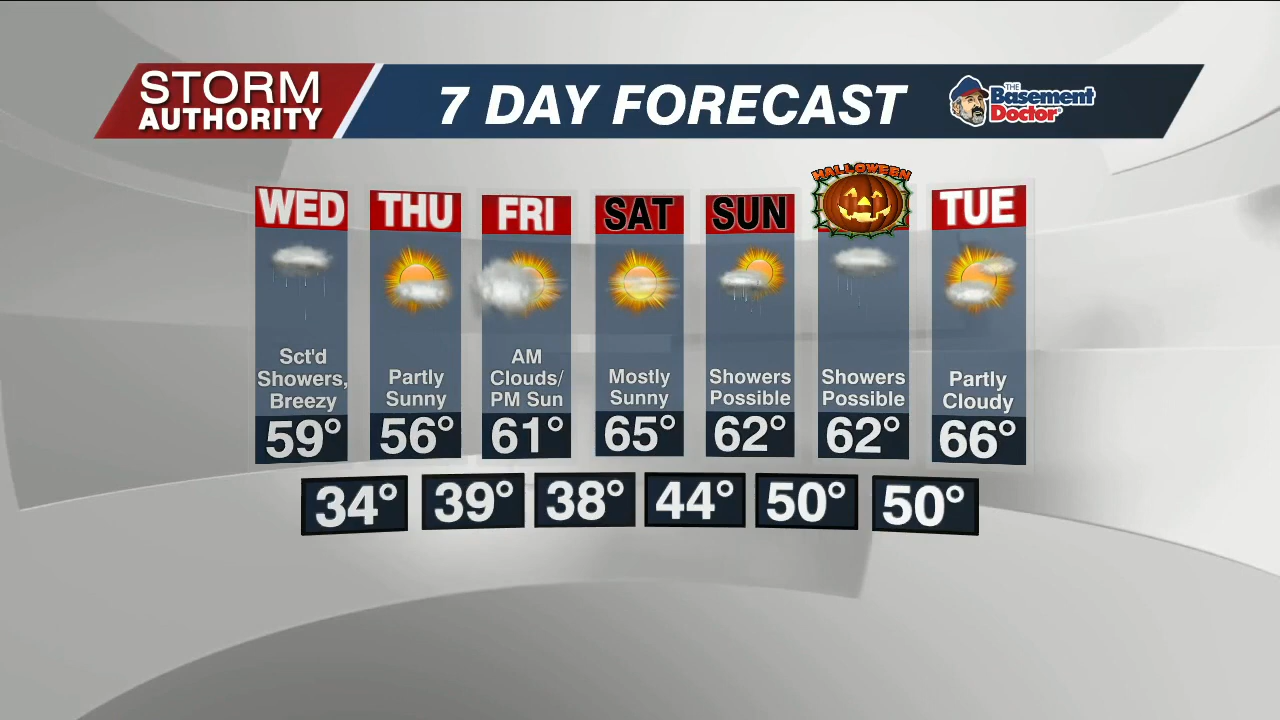 STORM
AUTHORITY
7 DAY FORECAST
THE
Basement
Doctor
HALLOWEEN
WED
THU
FRI
SAT
SUN
TUE
Sct'd
Showers,
Breezy
59°
Partly
Sunny
56°
AM
Clouds/
PM Sun
61°
Mostly
Sunny
65°
Showers
Possible
62°
Showers
Possible
62°
Partly
Cloudy
66°
34°
39°
38°
44°
50°
50°